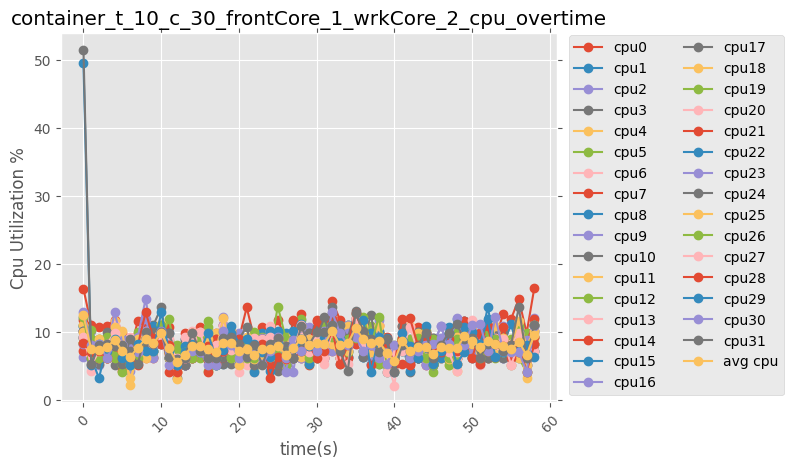 container_t_10_c_30_frontCore_1_wrkCore_2_cpu_overtime
50
40
30
20
10
0
Cpu Utilization %
0
10
20
30
40
50
60
time(s)
cpu0
cpu1
cpu2
cpu3
cpu4
cpu5
cpu6
cpu7
cpu8
cpu9
cpu10
cpu11
cpu12
cpu13
cpu14
cpu15
cpu16
cpu17
cpu18
cpu19
cpu20
cpu21
cpu22
cpu23
cpu24
cpu25
cpu26
cpu27
cpu28
cpu29
cpu30
cpu31
avg cpu